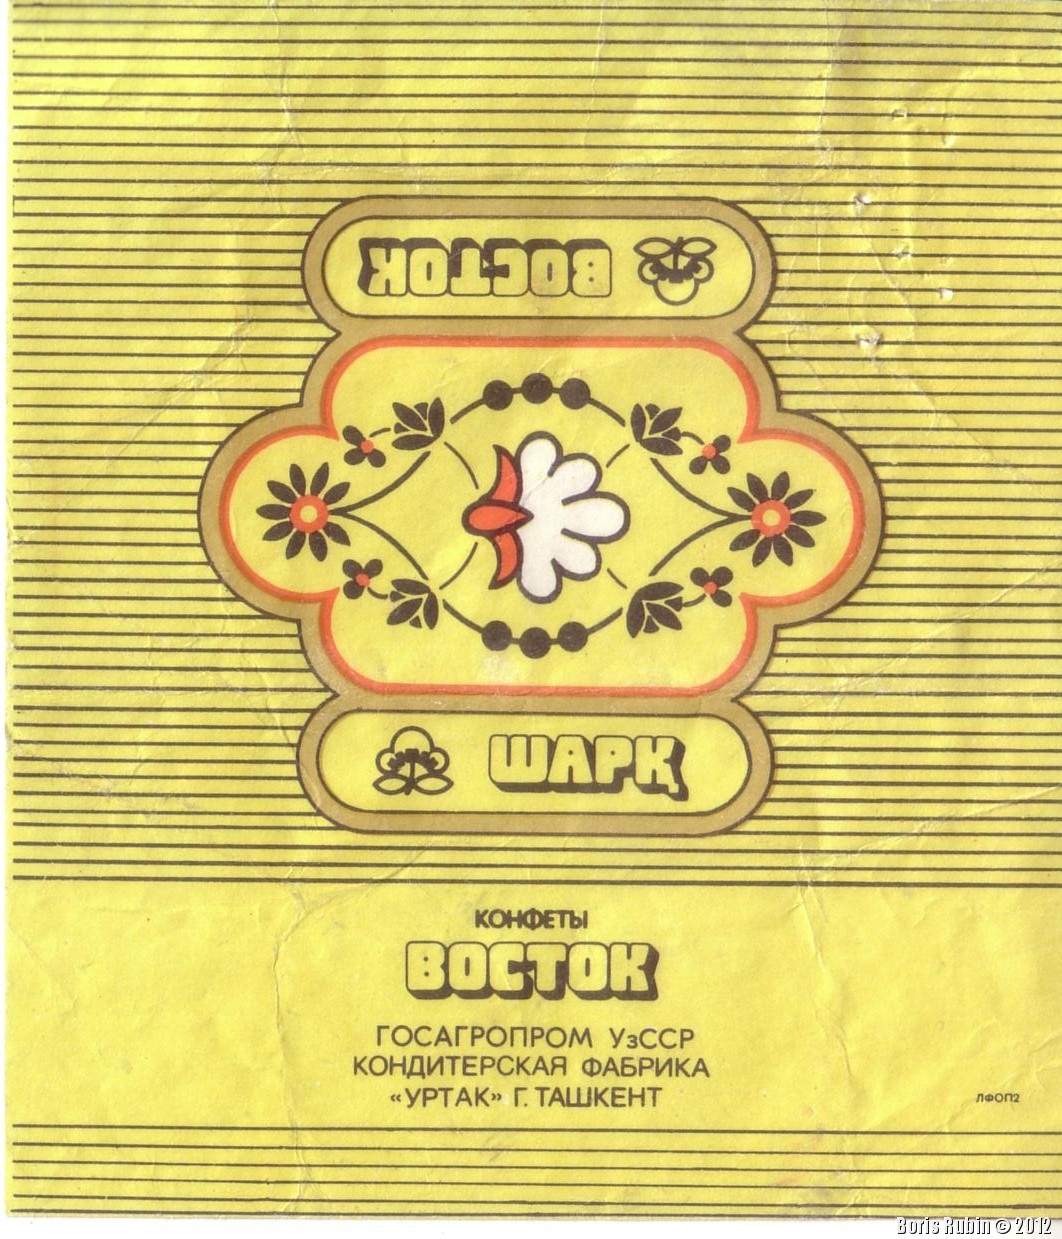 ВОСТОК
ШАРҚ
КОНФЕТЫ
ВОСТОК
ГОСАГРОПРОМ УзССР
КОНДИТЕРСКАЯ ФАБРИКА
«УРТАК» Г. ТАШКЕНТ
ЛФОП2
Boris Rubin © 2012